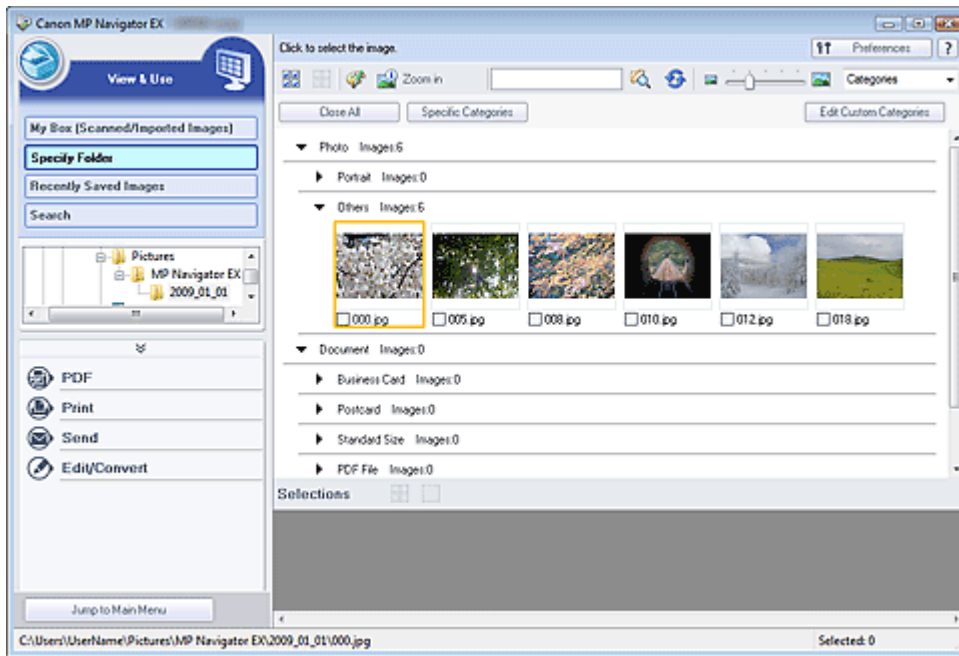 Canon MP Navigator EX
View & Use
My Box (Scanned/Imported Images)
Specify Folder
Recently Saved Images
Search
Pictures
MP Navigator EX
2009_01_01
PDF
Print
Send
Edit/Convert
Jump to Main Menu
Click to select the image.
Preferences
?
Zoom in
Categories
Close All
Specific Categories
Edit Custom Categories
Photo Images:6
Portrait Images:0
Others Images:6
000.jpg 005.jpg 008.jpg 010.jpg 012.jpg 018.jpg
Document Images:0
Business Card Images:0
Postcard Images:0
Standard Size Images:0
PDF File Images:0
Selections
C:\Users\UserName\Pictures\MP Navigator EX\2009_01_01\000.jpg
Selected: 0